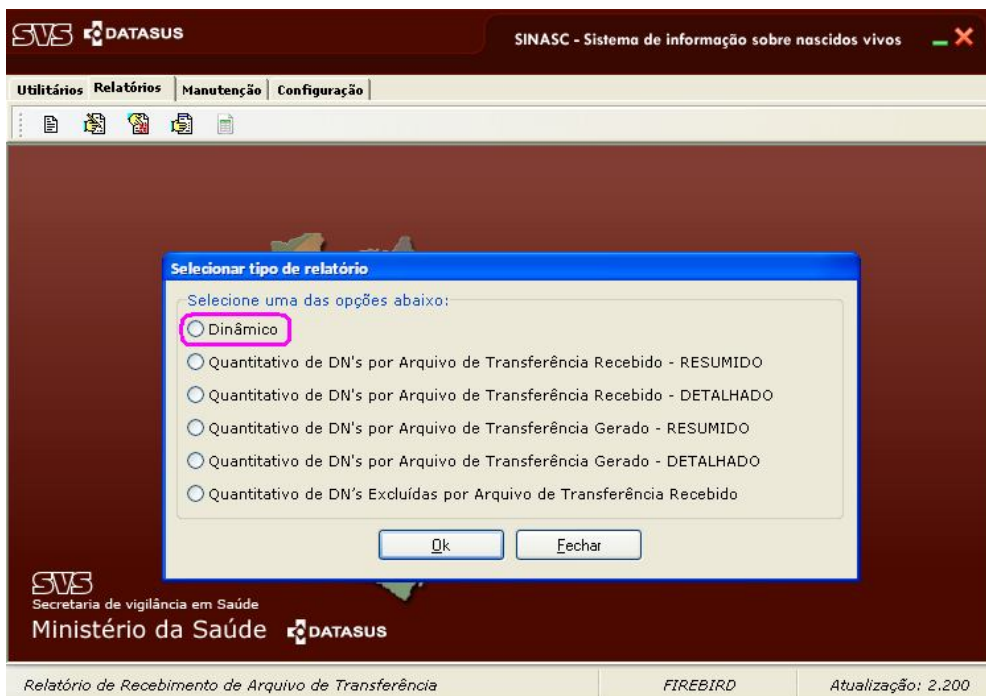 SVS DATASUS
SINASC - Sistema de informação sobre nascidos vivos
Utilitários Relatórios Manutenção Configuração
Selecionar tipo de relatório
Selecione uma das opções abaixo:
Dinâmico
Quantitativo de DN's por Arquivo de Transferência Recebido - RESUMIDO
Quantitativo de DN's por Arquivo de Transferência Recebido - DETALHADO
Quantitativo de DN's por Arquivo de Transferência Gerado - RESUMIDO
Quantitativo de DN's por Arquivo de Transferência Gerado - DETALHADO
Quantitativo de DN’s Excluídas por Arquivo de Transferência Recebido
Ok Fechar
SVS
Secretaria de vigilância em Saúde
Ministério da Saúde DATASUS
Relatório de Recebimento de Arquivo de Transferência FIREBIRD Atualização: 2.200